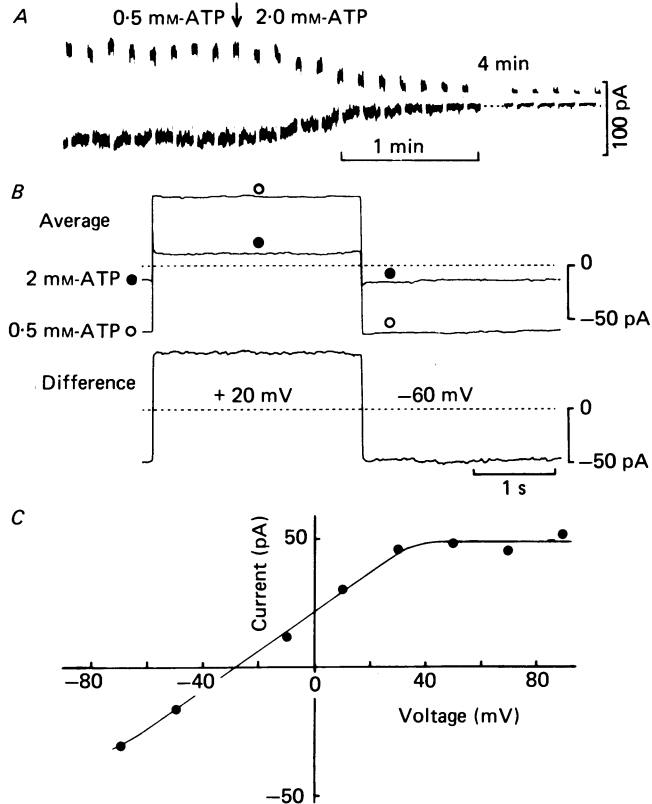 A
0·5 mM-ATP 2·0 mM-ATP
4 min
100 pA
1 min
B
Average
2 mM-ATP
0
0·5 mM-ATP
−50 pA
Difference
+ 20 mV −60 mV
0
−50 pA
1 s
C
Current (pA)
50
−80 −40 0 40 80
Voltage (mV)
−50